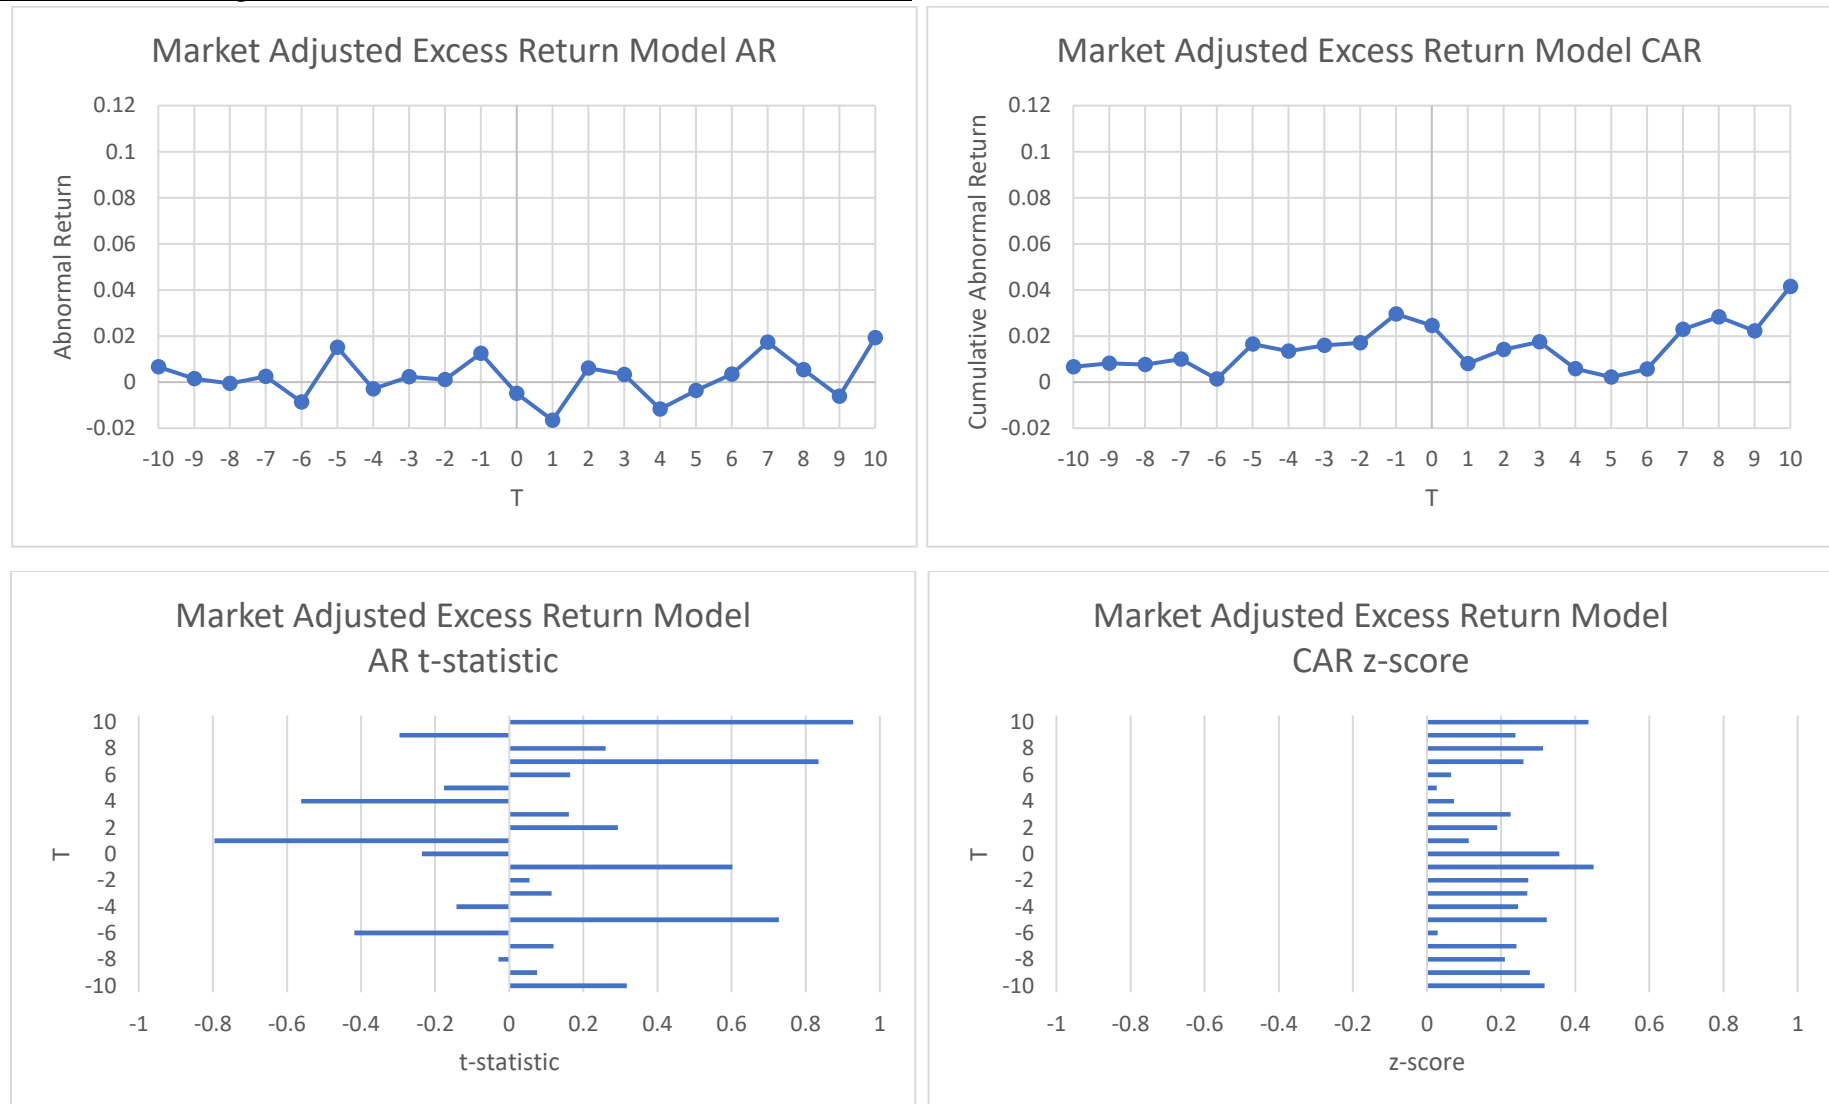 Market Adjusted Excess Return Model AR
Abnormal Return
0.12
0.1
0.08
0.06
0.04
0.02
0
-0.02
-10 -9 -8 -7 -6 -5 -4 -3 -2 -1 0 1 2 3 4 5 6 7 8 9 10
T
Market Adjusted Excess Return Model CAR
Cumulative Abnormal Return
0.12
0.1
0.08
0.06
0.04
0.02
0
-0.02
-10 -9 -8 -7 -6 -5 -4 -3 -2 -1 0 1 2 3 4 5 6 7 8 9 10
T
Market Adjusted Excess Return Model
AR t-statistic
T
10
8
6
4
2
0
-2
-4
-6
-8
-10
-1 -0.8 -0.6 -0.4 -0.2 0 0.2 0.4 0.6 0.8 1
t-statistic
Market Adjusted Excess Return Model
CAR z-score
T
10
8
6
4
2
0
-2
-4
-6
-8
-10
-1 -0.8 -0.6 -0.4 -0.2 0 0.2 0.4 0.6 0.8 1
z-score